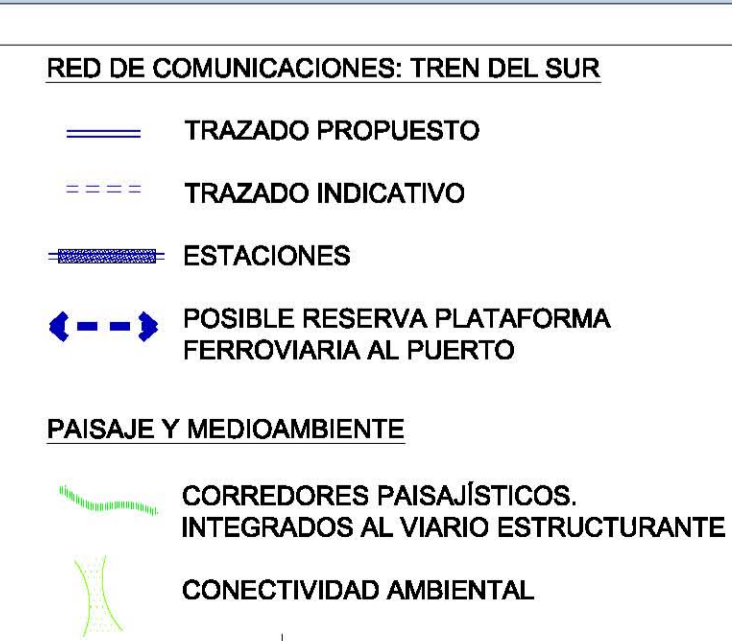 RED DE COMUNICACIONES: TREN DEL SUR
TRAZADO PROPUESTO
TRAZADO INDICATIVO
ESTACIONES
POSIBLE RESERVA PLATAFORMA
FERROVIARIA AL PUERTO
PAISAJE Y MEDIOAMBIENTE
CORREDORES PAISAJÍSTICOS.
INTEGRADOS AL VIARIO ESTRUCTURANTE
CONECTIVIDAD AMBIENTAL